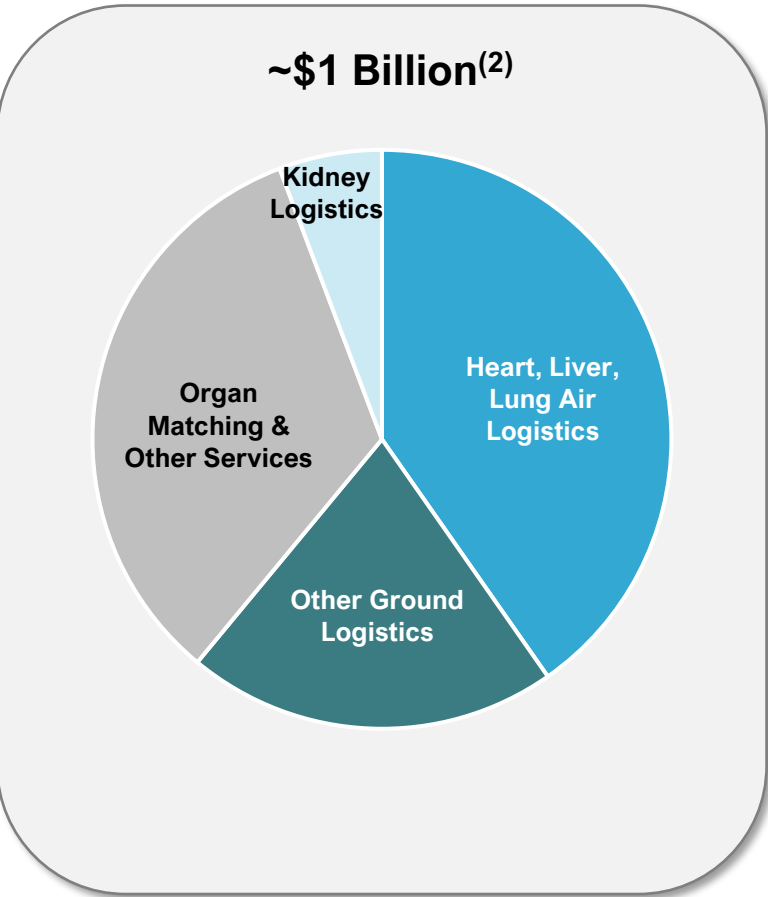 ~$1 Billion(2)
Kidney
Logistics
Heart, Liver,
Lung Air
Logistics
Organ
Matching &
Other Services
Other Ground
Logistics